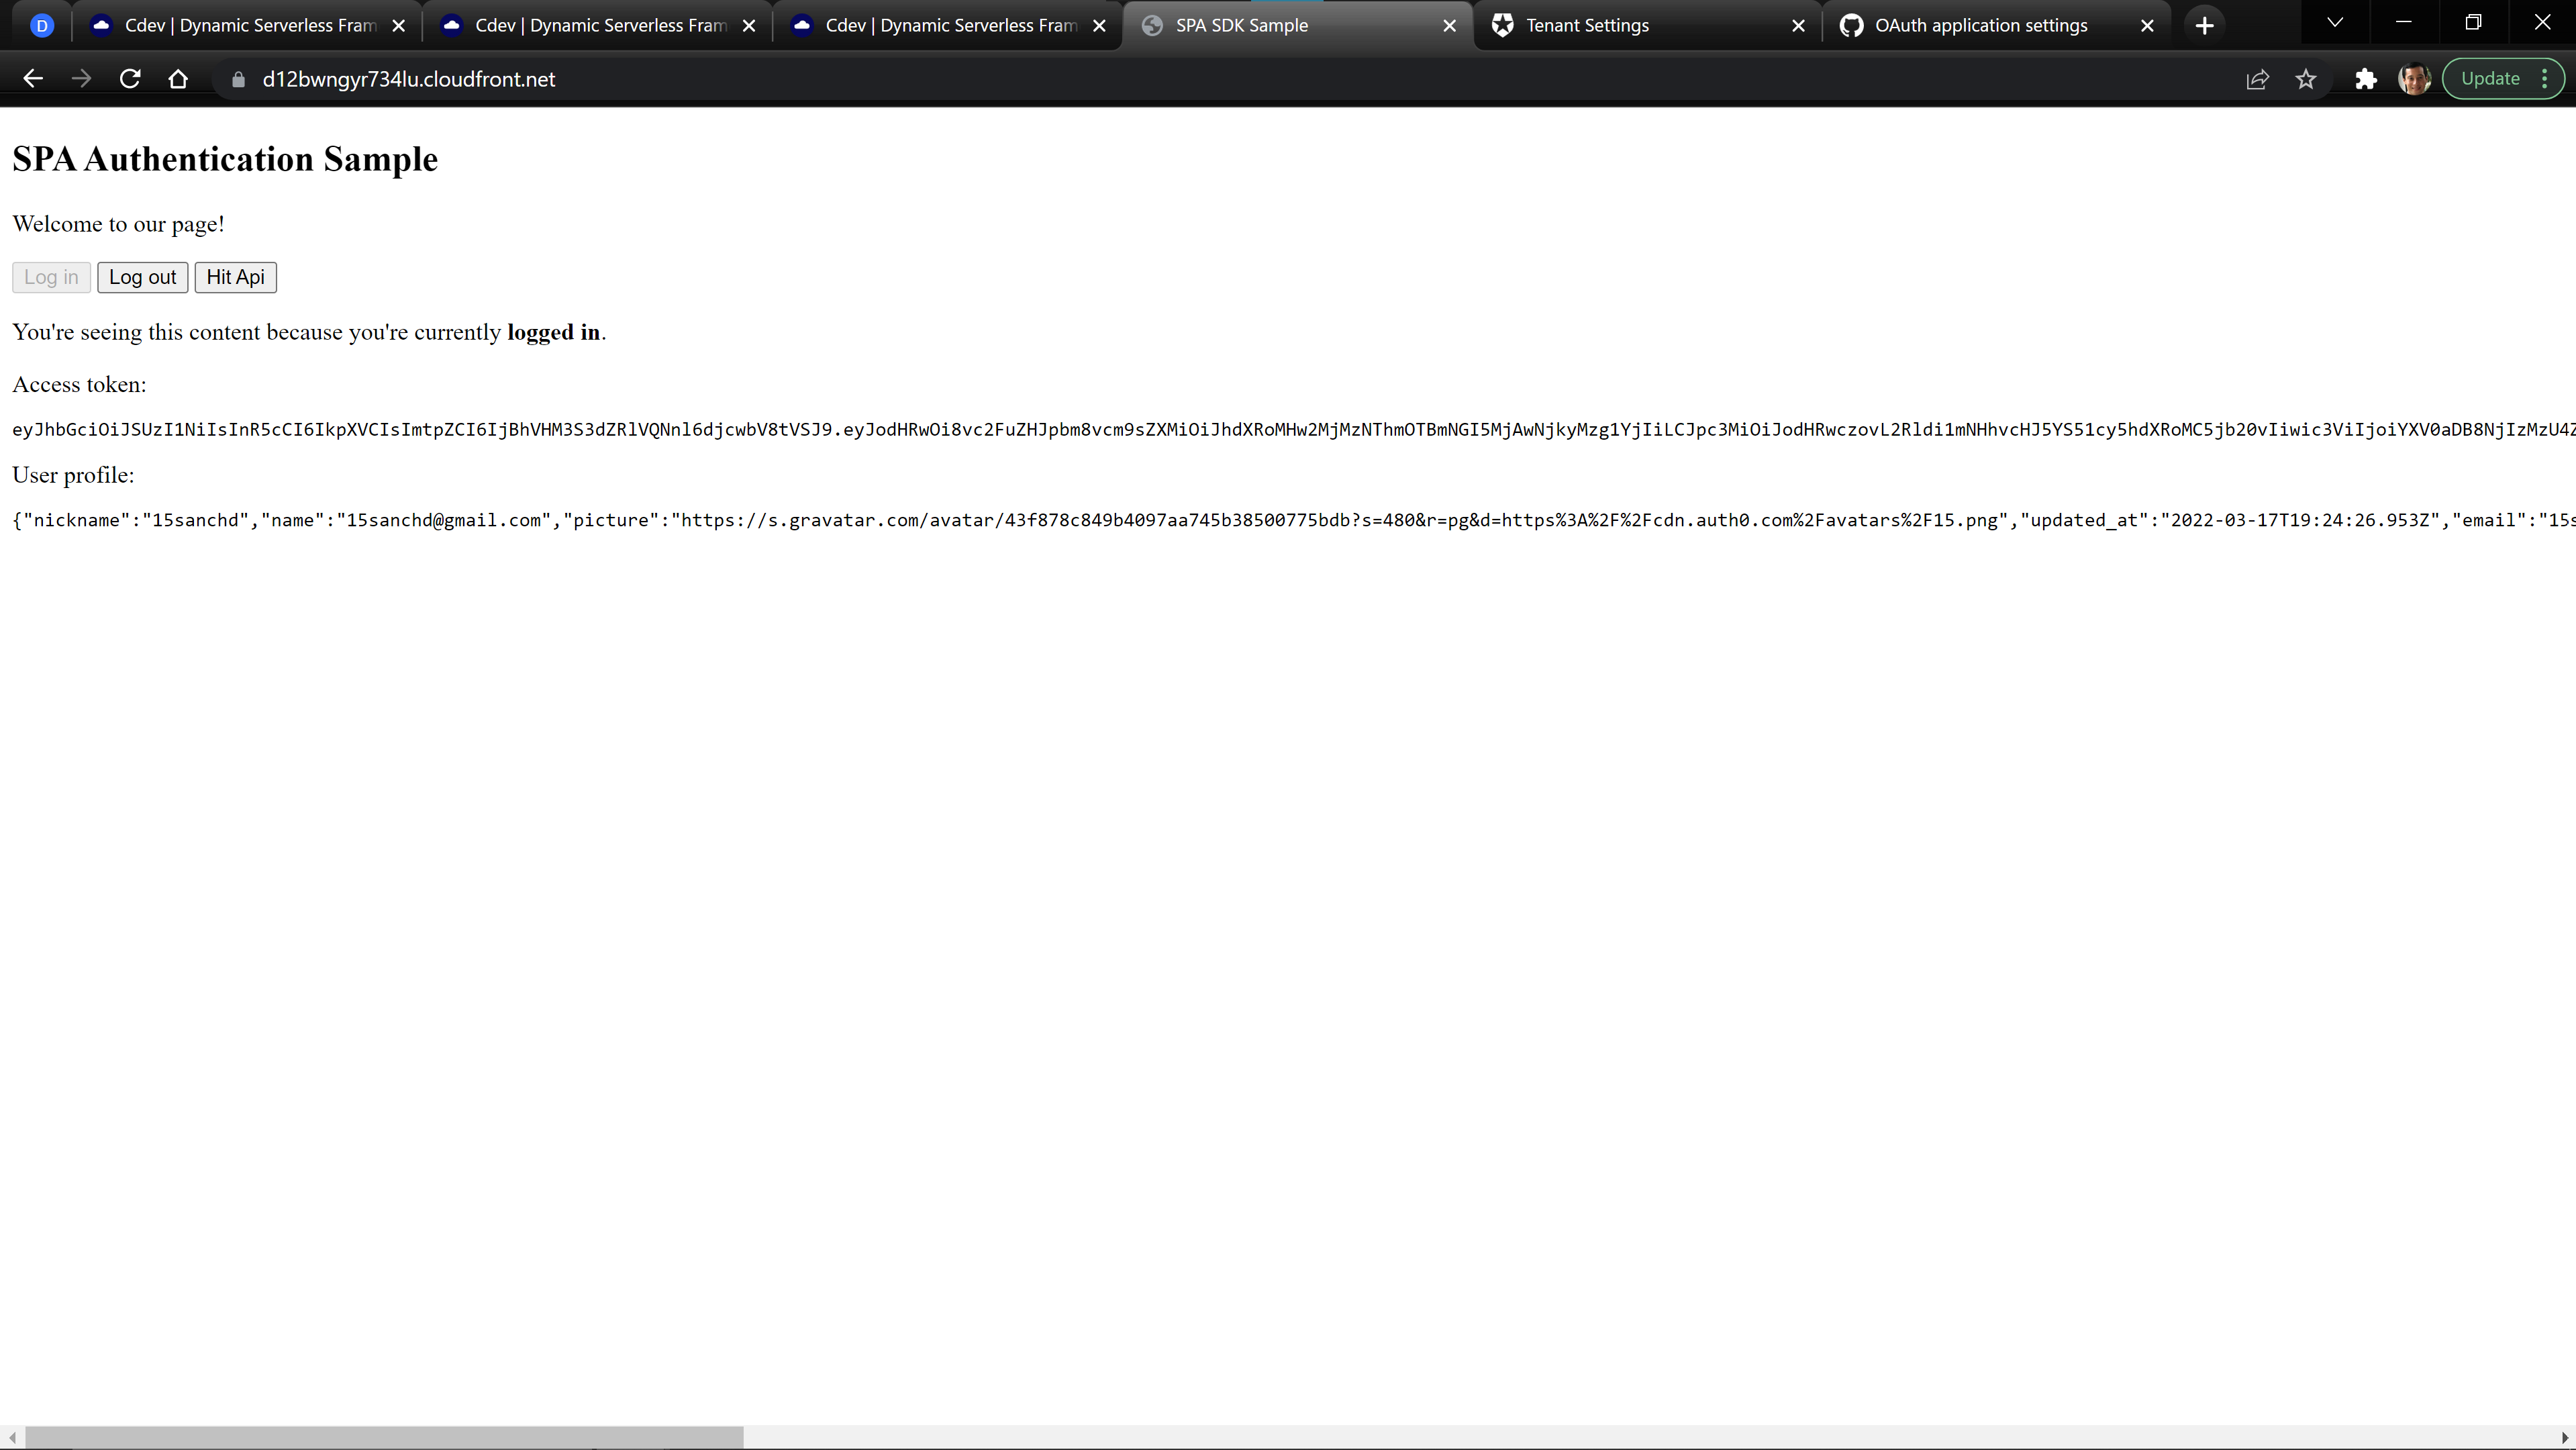 D
Cdev | Dynamic Serverless Fram
Cdev | Dynamic Serverless Fram
Cdev | Dynamic Serverless Fram
SPA SDK Sample
Tenant Settings
OAuth application settings
d12bwngyr734lu.cloudfront.net
Update
SPA Authentication Sample
Welcome to our page!
Log in Log out Hit Api
You're seeing this content because you're currently logged in.
Access token:
eyJhbGciOiJSUzI1NiIsInR5cCI6IkpXVCIsImtpZCI6IjBhVHM3S3dZRlVQNnl6djcwbV8tVSJ9.eyJodHRwOi8vc2FuZHJpbm8vcm9sZXMiOiJhdXRoMHw2MjMzNThmOTBmNGI5MjAwNjkyMzg1YjIiLCJpc3MiOiJodHRwczovL2Rldi1mNHhvcHJ5YS51cy5hdXRoMC5jb20vIiwic3ViIjoiYXV0aDB8NjIzMzU4Z
User profile:
{"nickname":"15sanchd","name":"15sanchd@gmail.com","picture":"https://s.gravatar.com/avatar/43f878c849b4097aa745b38500775bdb?s=480&r=pg&d=https%3A%2F%2Fcdn.auth0.com%2Favatars%2F15.png","updated_at":"2022-03-17T19:24:26.953Z","email":"15s